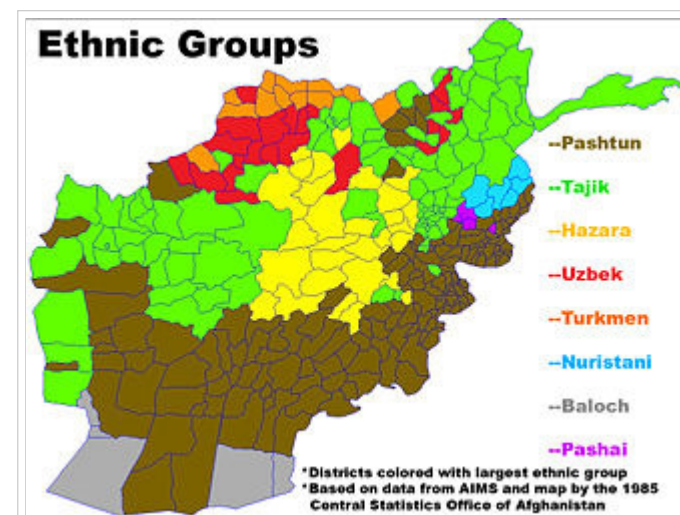 Ethnic Groups
--Pashtun
--Tajik
--Hazara
--Uzbek
--Turkmen
--Nuristani
--Baloch
--Pashai
*Districts colored with largest ethnic group
*Based on data from AIMS and map by the 1985
Central Statistics Office of Afghanistan